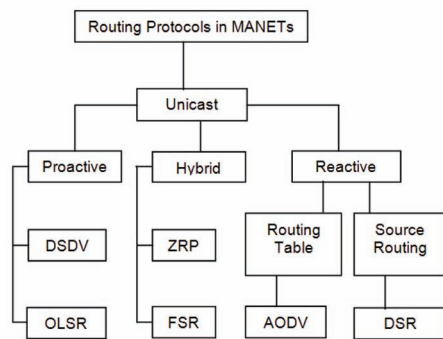 Routing Protocols in MANETs
Unicast
Proactive
Hybrid
Reactive
DSDV
ZRP
Routing
Table
Source
Routing
OLSR
FSR
AODV
DSR